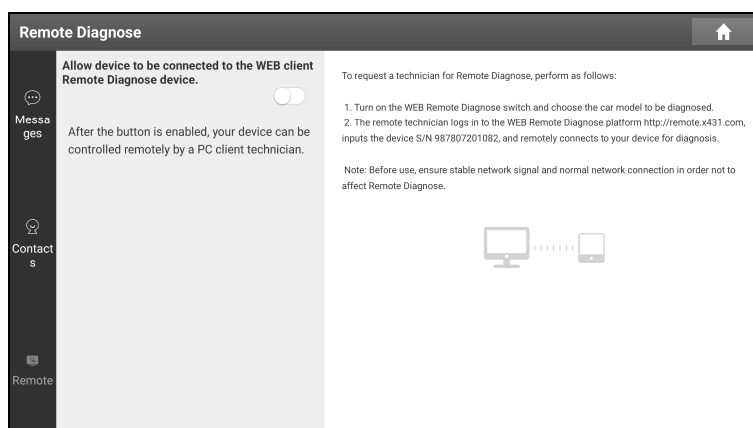 Remote Diagnose
Messa
ges
Contact
s
Remote
Allow device to be connected to the WEB client
Remote Diagnose device.
After the button is enabled, your device can be
controlled remotely by a PC client technician.
To request a technician for Remote Diagnose, perform as follows:
1. Turn on the WEB Remote Diagnose switch and choose the car model to be diagnosed.
2. The remote technician logs in to the WEB Remote Diagnose platform http://remote.x431.com,
inputs the device S/N 987807201082, and remotely connects to your device for diagnosis.
Note: Before use, ensure stable network signal and normal network connection in order not to
affect Remote Diagnose.